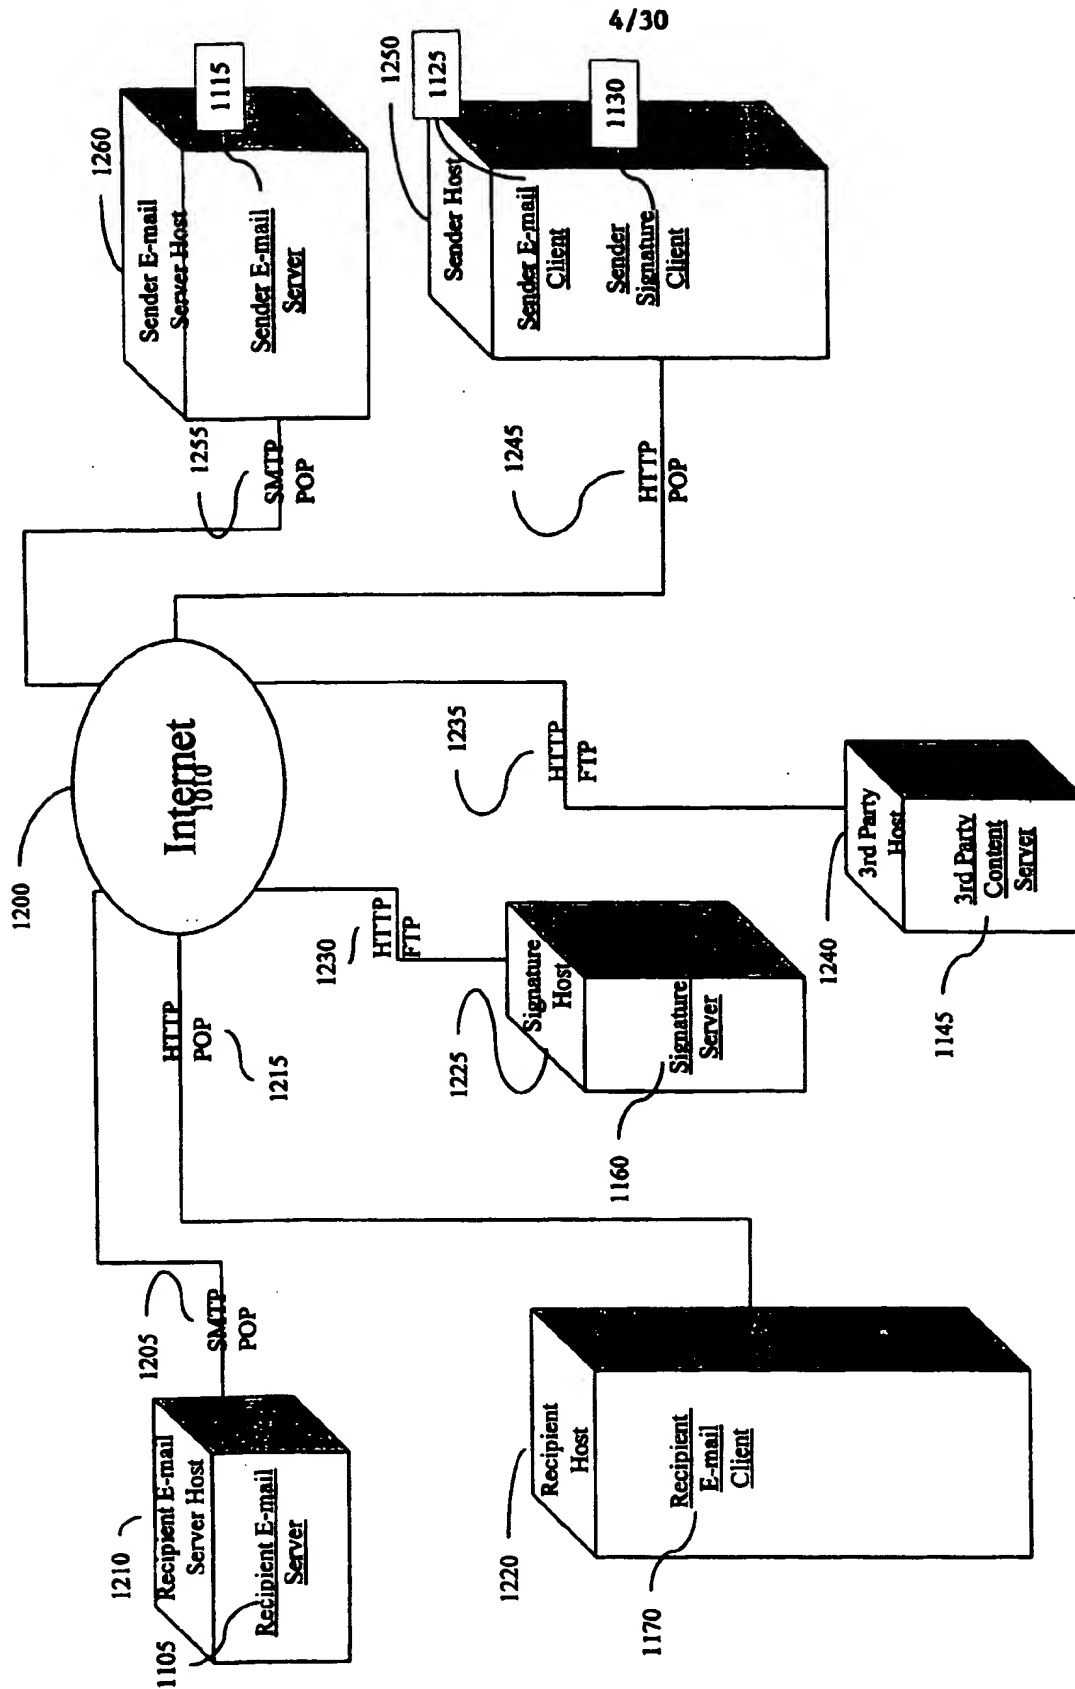 4/30
1210
Recipient E-mail
Server Host
Recipient E-mail
Server
1105
1205
SMTP
POP
1200
Internet
1010
1255
SMTP
POP
1260
Sender E-mail
Server Host
Sender E-mail
Server
1115
1215
HTTP
POP
1220
Recipient
Host
Recipient
E-mail
Client
1170
1230
HTTP
FTP
1225
Signature
Host
Signature
Server
1160
1235
HTTP
FTP
1240
3rd Party
Host
3rd Party
Content
Server
1145
1245
HTTP
POP
1250
Sender Host
Sender E-mail
Client
Sender
Signature
Client
1125
1130